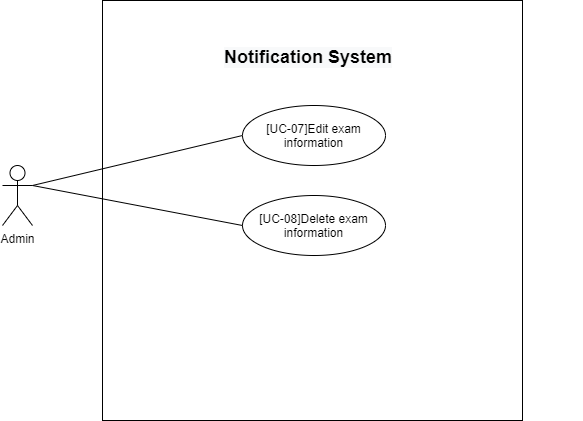 Notification System
[UC-07]Edit exam
information
[UC-08]Delete exam
information
Admin